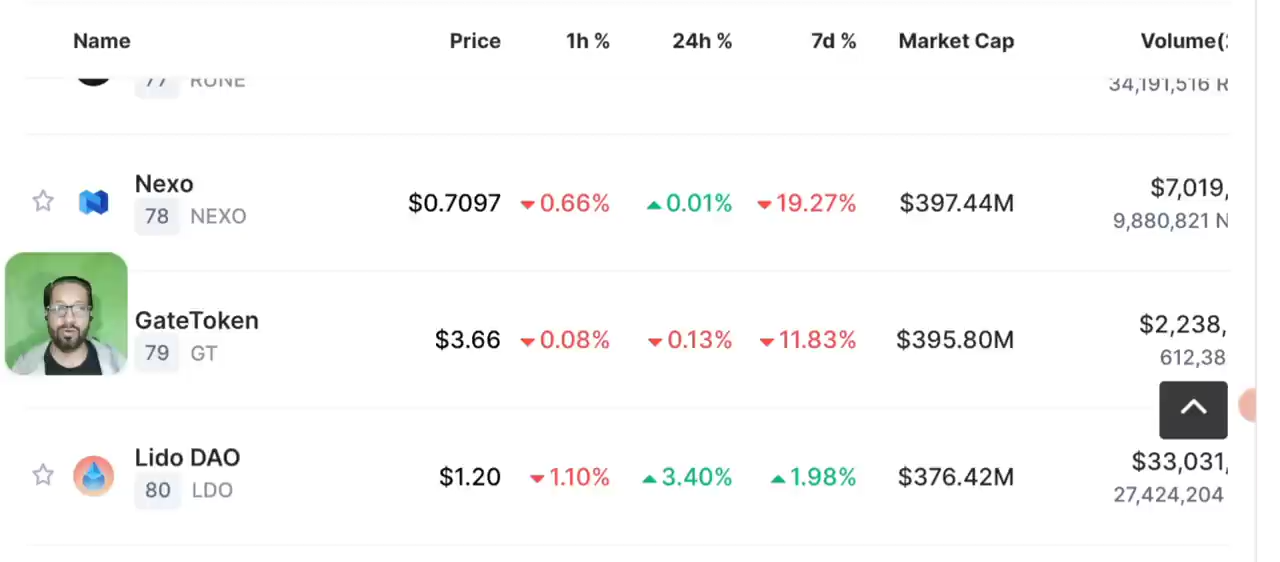 Name Price 1h % 24h % 7d % Market Cap Volume(
77 RUNE 34,191,516 R
Nexo
$0.7097 0.66% 0.01% 19.27% $397.44M $7,019,
78 NEXO 9,880,821 N
GateToken
$3.66 0.08% 0.13% 11.83% $395.80M $2,238,
79 GT 612,38
Lido DAO
$1.20 1.10% 3.40% 1.98% $376.42M $33,031,
80 LDO 27,424,204